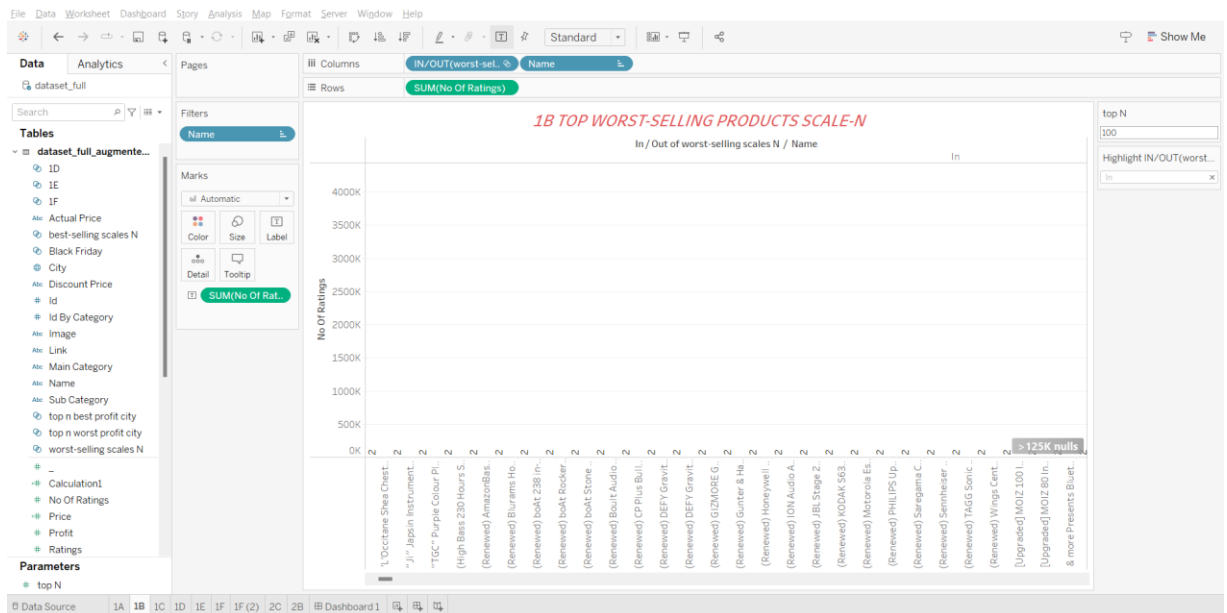 File Data Worksheet Dashboard Story Analysis Map Format Server Window Help
Standard
Show Me
Data Analytics
dataset_full
Search
Tables
dataset_full_augmente...
1D
1E
1F
Abc Actual Price
best-selling scales N
Black Friday
City
Abc Discount Price
# Id
# Id By Category
Abc Image
Abc Link
Abc Main Category
Abc Name
Abc Sub Category
top n best profit city
top n worst profit city
worst-selling scales N
# _
=# Calculation1
# No Of Ratings
=# Price
# Profit
# Ratings
Parameters
# top N
Pages
Filters
Name
Marks
Automatic
Color Size Label
Detail Tooltip
SUM(No Of Rat..
Columns IN/OUT(worst-sel.. Name
Rows SUM(No Of Ratings)
1B TOP WORST-SELLING PRODUCTS SCALE-N
In / Out of worst-selling scales N / Name
In
No Of Ratings
4000K
3500K
3000K
2500K
2000K
1500K
1000K
500K
0K
2 2 2 2 2 2 2 2 2 2 2 2 2 2 2 2 2 2 2 2 2 2 2 2 2 2 2 2
>125K nulls
'L'Occitane Shea Chest..
"Ji" Japsin Instrument..
"TGC" Purple Colour Pl..
(High Bass 230 Hours S..
(Renewed) AmazonBas..
(Renewed) Blurams Ho..
(Renewed) boAt 238 in-..
(Renewed) boAt Rocker..
(Renewed) boAt Stone ..
(Renewed) Boult Audio..
(Renewed) CP Plus Bull..
(Renewed) DEFY Gravit..
(Renewed) DEFY Gravit..
(Renewed) GIZMORE G..
(Renewed) Gunter & Ha..
(Renewed) Honeywell ..
(Renewed) ION Audio A..
(Renewed) JBL Stage 2..
(Renewed) KODAK S63..
(Renewed) Motorola Es..
(Renewed) PHILIPS Up..
(Renewed) Saregama C..
(Renewed) Sennheiser ..
(Renewed) TAGG Sonic ..
(Renewed) Wings Cent..
[Upgraded] MOIZ 100 I..
[Upgraded] MOIZ 80 In..
& more Presents Bluet..
top N
100
Highlight IN/OUT(worst...
In
Data Source 1A 1B 1C 1D 1E 1F 1F (2) 2C 2B Dashboard 1